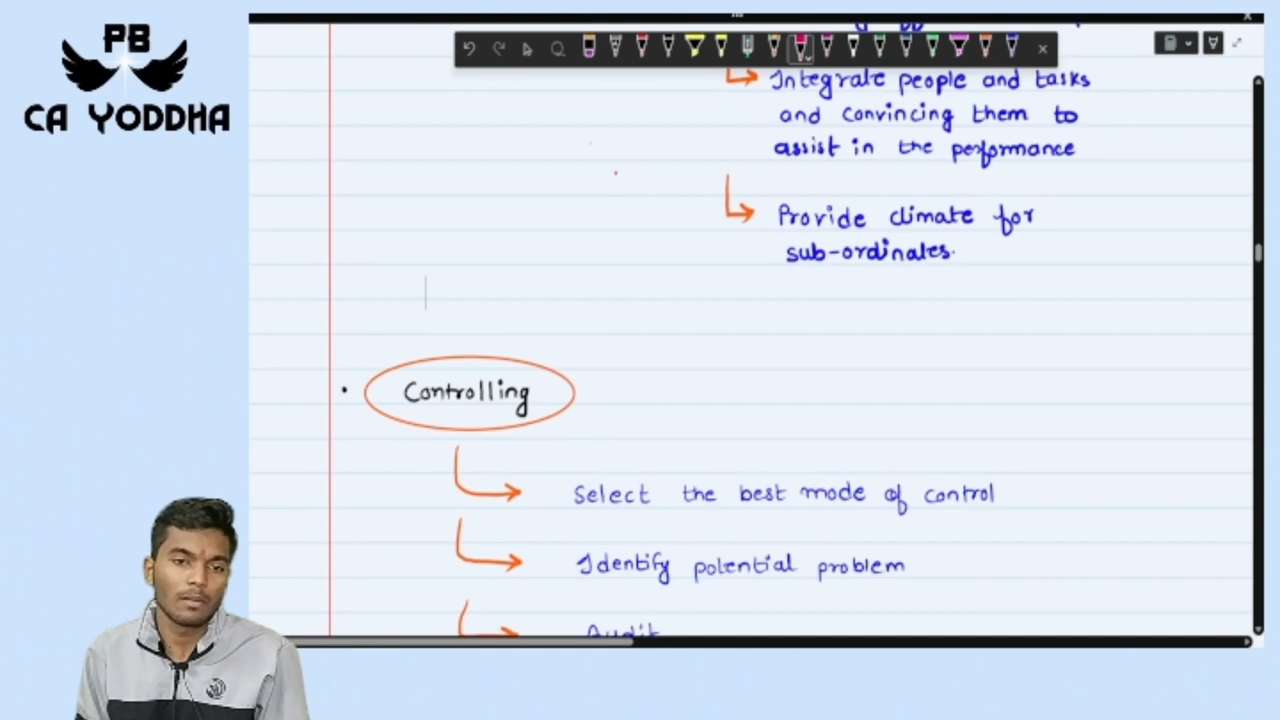 PB
CA YODDHA
Integrate people and tasks
and convincing them to
assist in the performance
Provide climate for
sub-ordinates.
Controlling
Select the best mode of control
Identify potential problem
Audit